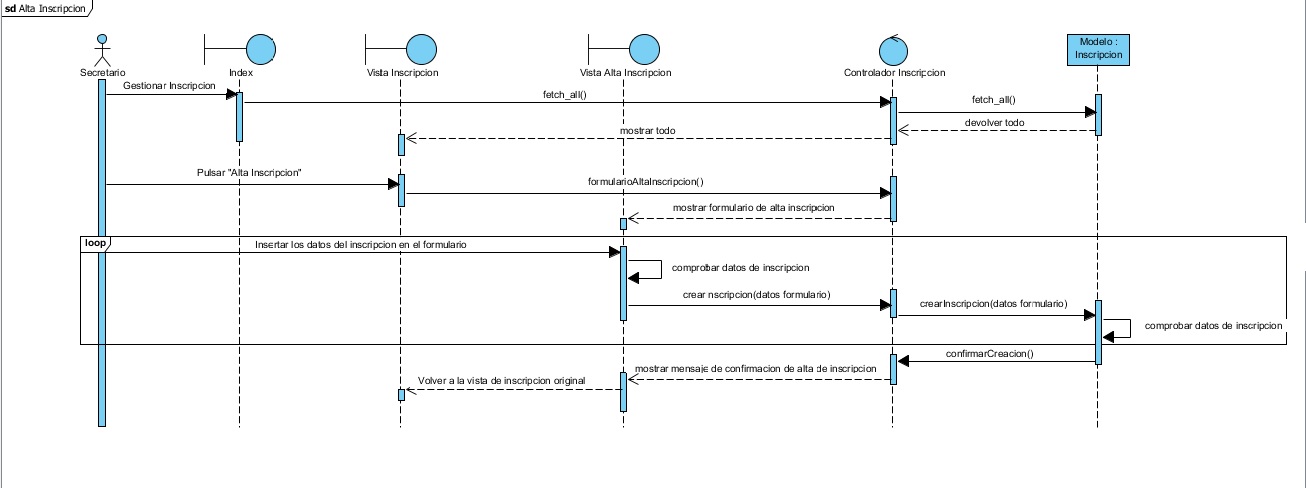 sd Alta Inscripcion
Modelo :
Inscripcion
Secretario
Index
Vista Inscripcion
Vista Alta Inscripcion
Controlador Inscripcion
Gestionar Inscripcion
fetch_all()
fetch_all()
devolver todo
mostrar todo
Pulsar "Alta Inscripcion"
formularioAltaInscripcion()
mostrar formulario de alta inscripcion
loop
Insertar los datos del inscripcion en el formulario
comprobar datos de inscripcion
crear nscripcion(datos formulario)
crearInscripcion(datos formulario)
comprobar datos de inscripcion
confirmarCreacion()
mostrar mensaje de confirmacion de alta de inscripcion
Volver a la vista de inscripcion original